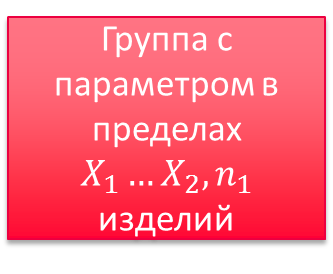 Группа с
параметром в
пределах
X₁ … X₂, n₁
изделий